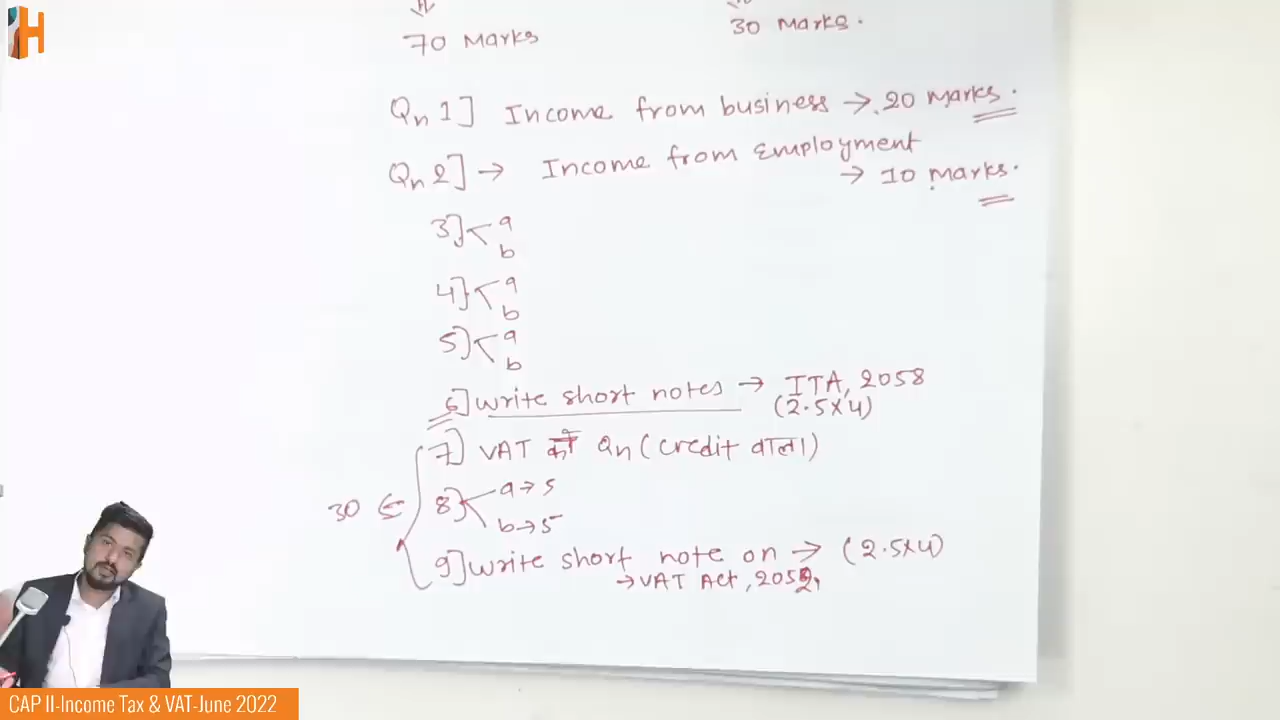 H
70 Marks
30 Marks.
Qn 1] Income from business → 20 Marks.
Qn 2] → Income from Employment
→ 10 Marks.
3] a
b
4] a
b
5] a
b
6] Write short notes → ITA, 2058
(2.5×4)
7] VAT को Qn (credit वाला)
30 ← 8] a → 5
b → 5
9] Write short note on → (2.5×4)
→ VAT Act, 2052,
CAP II-Income Tax & VAT-June 2022